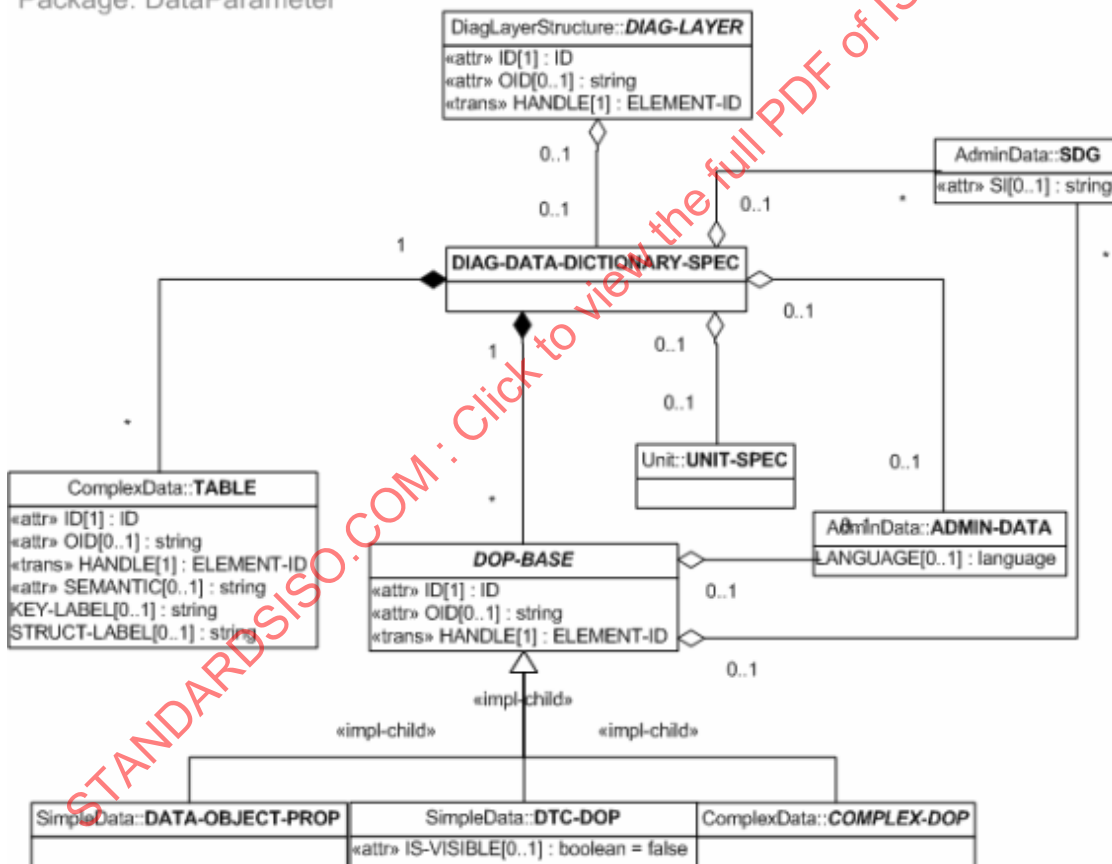 Package: DataParameter
DiagLayerStructure::DIAG-LAYER
«attr» ID[1] : ID
«attr» OID[0..1] : string
«trans» HANDLE[1] : ELEMENT-ID
0..1
0..1
AdminData::SDG
«attr» SI[0..1] : string
*
0..1
*
1
DIAG-DATA-DICTIONARY-SPEC
0..1
1
0..1
0..1
*
Unit::UNIT-SPEC
0..1
ComplexData::TABLE
«attr» ID[1] : ID
«attr» OID[0..1] : string
«trans» HANDLE[1] : ELEMENT-ID
«attr» SEMANTIC[0..1] : string
KEY-LABEL[0..1] : string
STRUCT-LABEL[0..1] : string
*
AdminData::ADMIN-DATA
0..1
LANGUAGE[0..1] : language
DOP-BASE
«attr» ID[1] : ID
«attr» OID[0..1] : string
«trans» HANDLE[1] : ELEMENT-ID
0..1
0..1
«impl-child»
«impl-child»
«impl-child»
SimpleData::DATA-OBJECT-PROP
SimpleData::DTC-DOP
«attr» IS-VISIBLE[0..1] : boolean = false
ComplexData::COMPLEX-DOP
STANDARDSISO.COM : Click to view the full PDF of